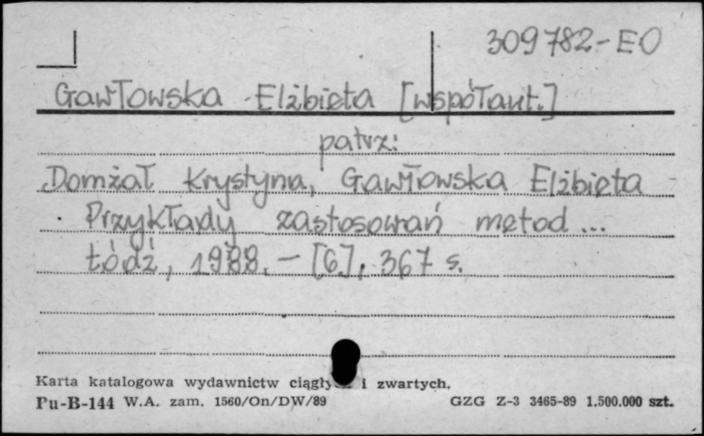 309782-EO
Gawłowska Elżbieta [współaut.]
patrz:
Domżał Krystyna, Gawłowska Elżbieta
Przykłady zastosowań metod...
Łódź, 1988. – [6], 367 s.
Karta katalogowa wydawnictw ciągły i zwartych.
Pu-B-144 W.A. zam. 1560/On/DW/89 GZG Z-3 3465-89 1.500.000 szt.